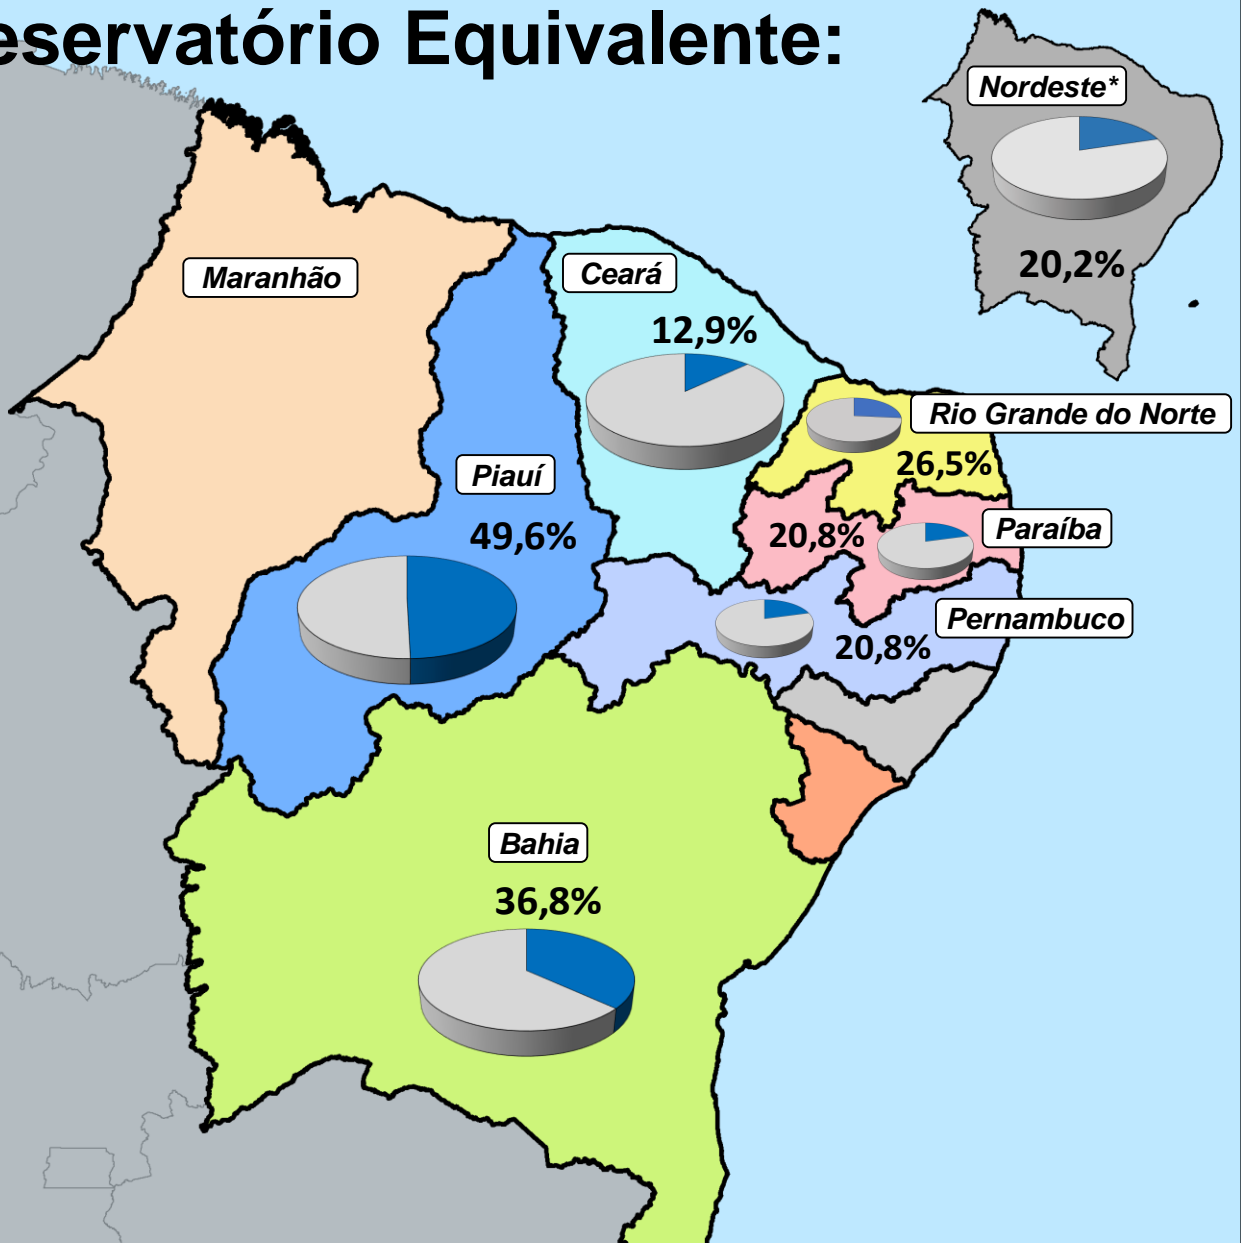 eservatório Equivalente:
Nordeste*
20,2%
Maranhão
Ceará
12,9%
Rio Grande do Norte
26,5%
Piauí
49,6%
Paraíba
20,8%
Pernambuco
20,8%
Bahia
36,8%